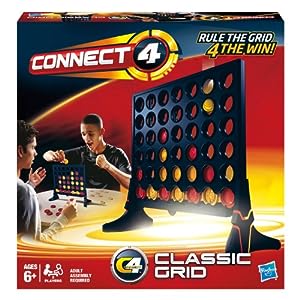 CONNECT 4
RULE THE GRID
4 THE WIN!
AGES
6+
2
PLAYERS
ADULT
ASSEMBLY
REQUIRED
C4
CLASSIC
GRID
Hasbro